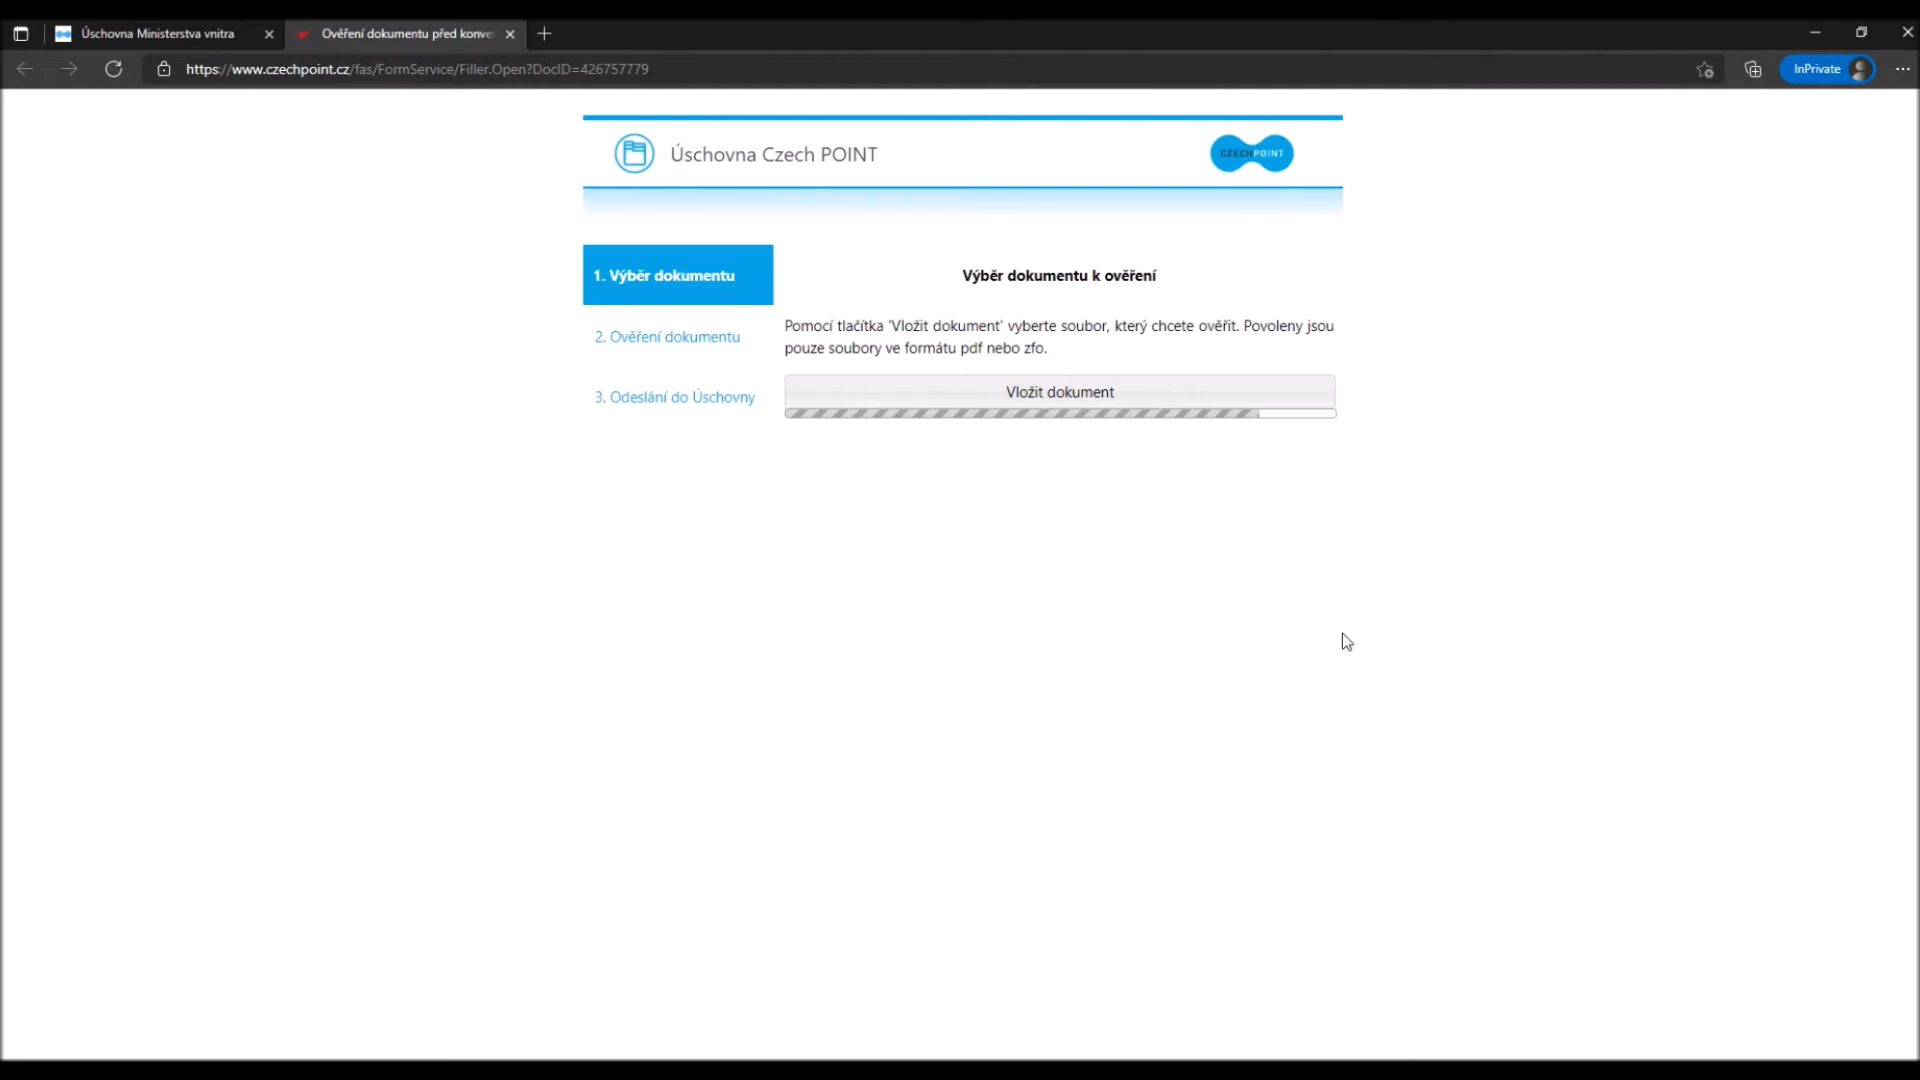 Úschovna Ministerstva vnitra
Ověření dokumentu před konve
https://www.czechpoint.cz/fas/FormService/Filler.Open?DocID=426757779
InPrivate
Úschovna Czech POINT
CZECHPOINT
1. Výběr dokumentu
Výběr dokumentu k ověření
2. Ověření dokumentu
Pomocí tlačítka 'Vložit dokument' vyberte soubor, který chcete ověřit. Povoleny jsou
pouze soubory ve formátu pdf nebo zfo.
3. Odeslání do Úschovny
Vložit dokument